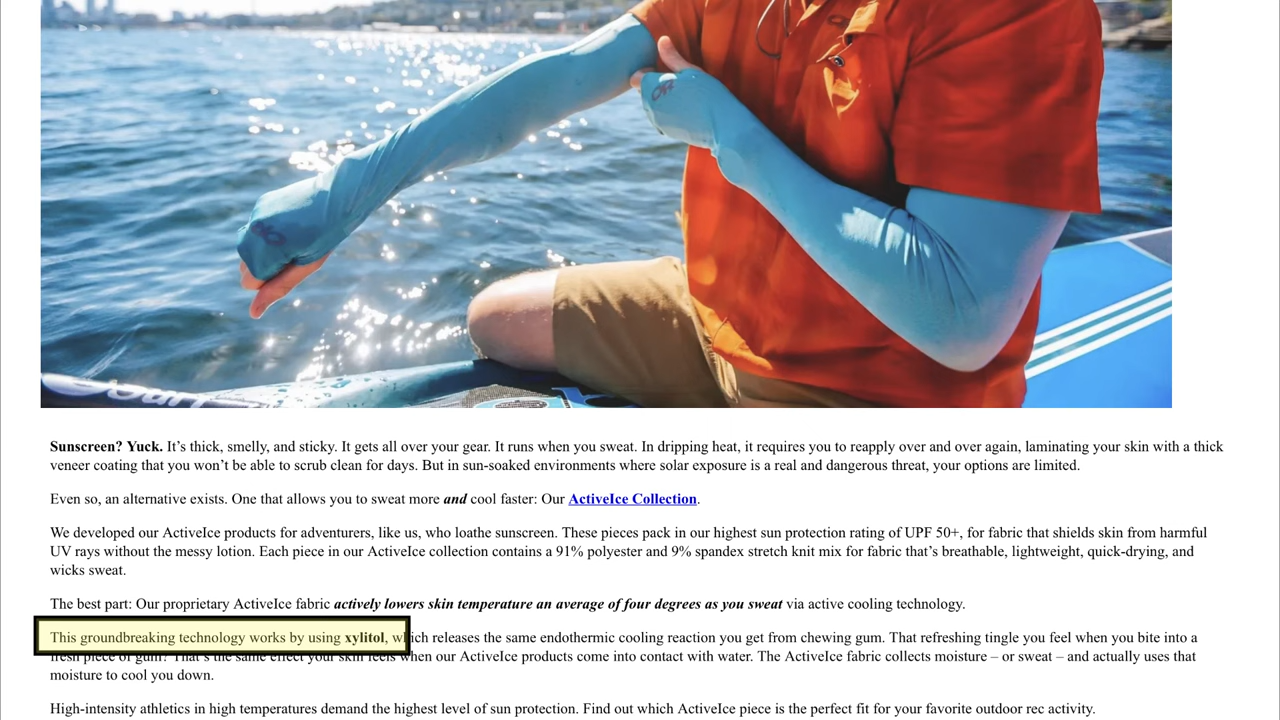 Sunscreen? Yuck. It’s thick, smelly, and sticky. It gets all over your gear. It runs when you sweat. In dripping heat, it requires you to reapply over and over again, laminating your skin with a thick
veneer coating that you won’t be able to scrub clean for days. But in sun-soaked environments where solar exposure is a real and dangerous threat, your options are limited.
Even so, an alternative exists. One that allows you to sweat more and cool faster: Our ActiveIce Collection.
We developed our ActiveIce products for adventurers, like us, who loathe sunscreen. These pieces pack in our highest sun protection rating of UPF 50+, for fabric that shields skin from harmful
UV rays without the messy lotion. Each piece in our ActiveIce collection contains a 91% polyester and 9% spandex stretch knit mix for fabric that’s breathable, lightweight, quick-drying, and
wicks sweat.
The best part: Our proprietary ActiveIce fabric actively lowers skin temperature an average of four degrees as you sweat via active cooling technology.
This groundbreaking technology works by using xylitol, which releases the same endothermic cooling reaction you get from chewing gum. That refreshing tingle you feel when you bite into a
fresh piece of gum? That’s the same effect your skin feels when our ActiveIce products come into contact with water. The ActiveIce fabric collects moisture – or sweat – and actually uses that
moisture to cool you down.
High-intensity athletics in high temperatures demand the highest level of sun protection. Find out which ActiveIce piece is the perfect fit for your favorite outdoor rec activity.